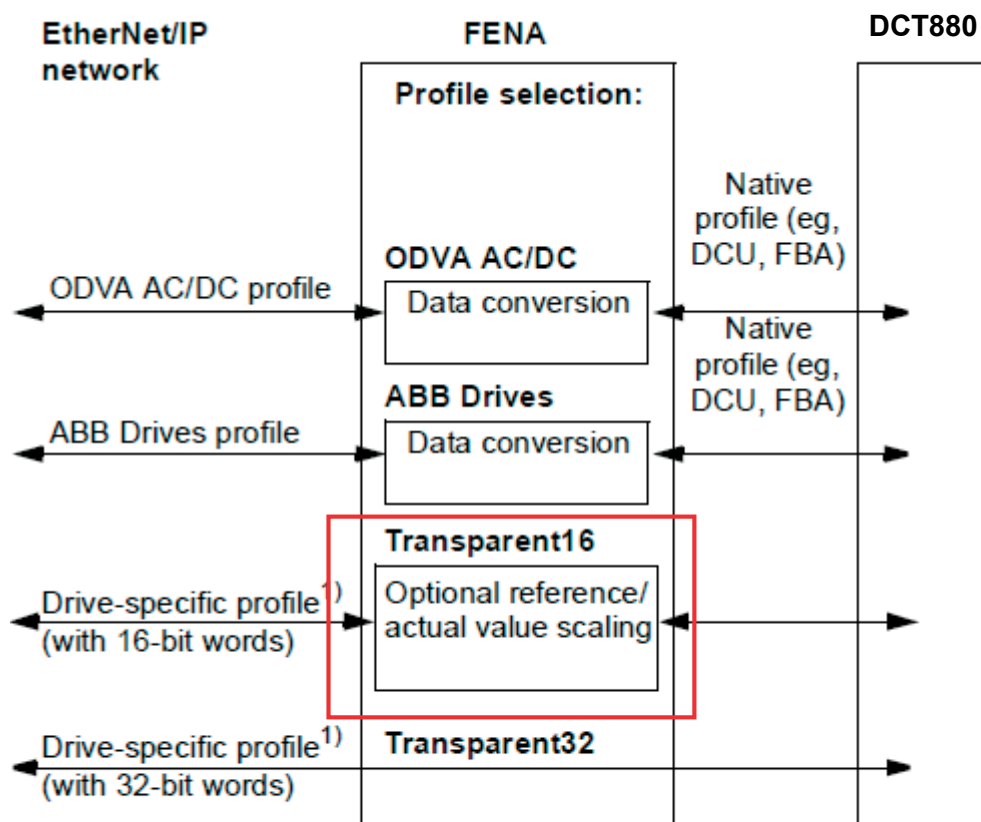 EtherNet/IP
network
FENA
DCT880
Profile selection:
Native
profile (eg,
DCU, FBA)
ODVA AC/DC
ODVA AC/DC profile
Data conversion
Native
profile (eg,
DCU, FBA)
ABB Drives
ABB Drives profile
Data conversion
Transparent16
Drive-specific profile1)
(with 16-bit words)
Optional reference/
actual value scaling
Drive-specific profile1)
(with 32-bit words)
Transparent32